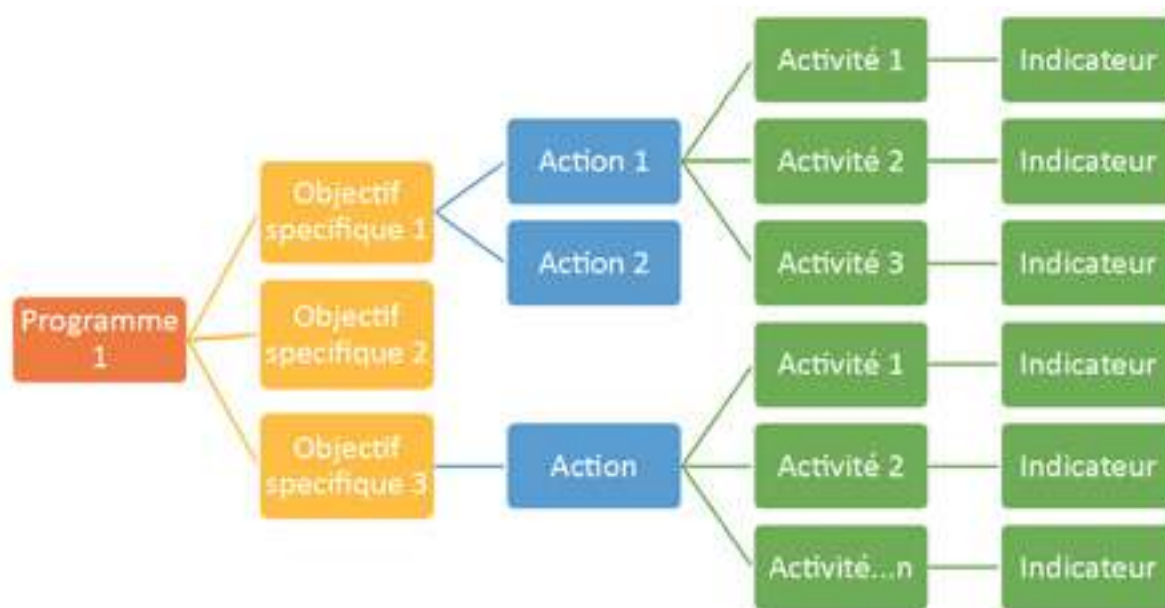 Programme
1
Objectif
specifique 1
Objectif
specifique 2
Objectif
specifique 3
Action 1
Action 2
Action
Activité 1
Activité 2
Activité 3
Activité 1
Activité 2
Activité...n
Indicateur
Indicateur
Indicateur
Indicateur
Indicateur
Indicateur